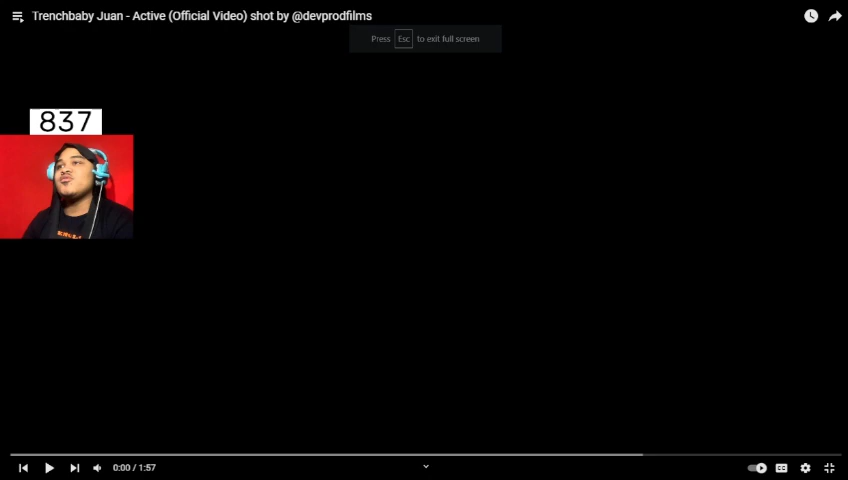 Trenchbaby Juan - Active (Official Video) shot by @devprodfilms
Press Esc to exit full screen
837
0:00 / 1:57
CC